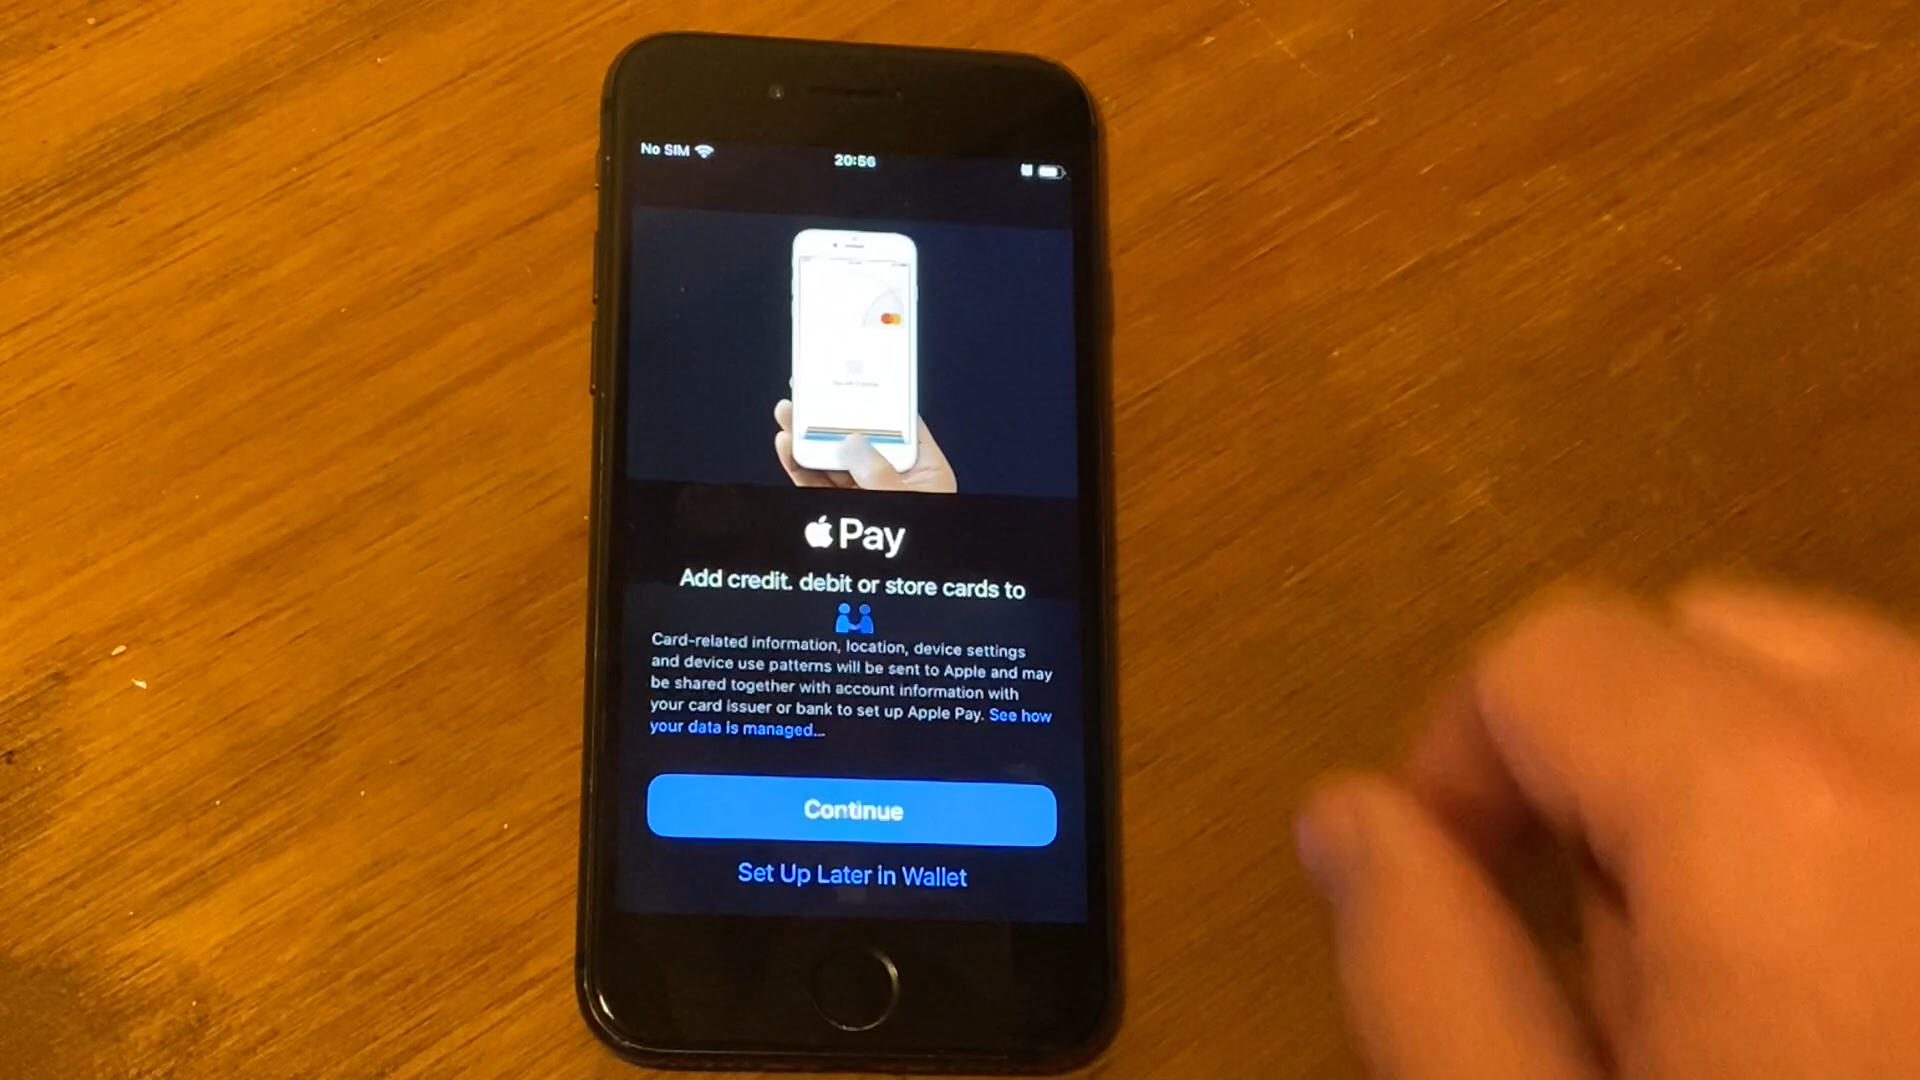 No SIM
20:56
Pay
Add credit. debit or store cards to
Card-related information, location, device settings
and device use patterns will be sent to Apple and may
be shared together with account information with
your card issuer or bank to set up Apple Pay. See how
your data is managed...
Continue
Set Up Later in Wallet